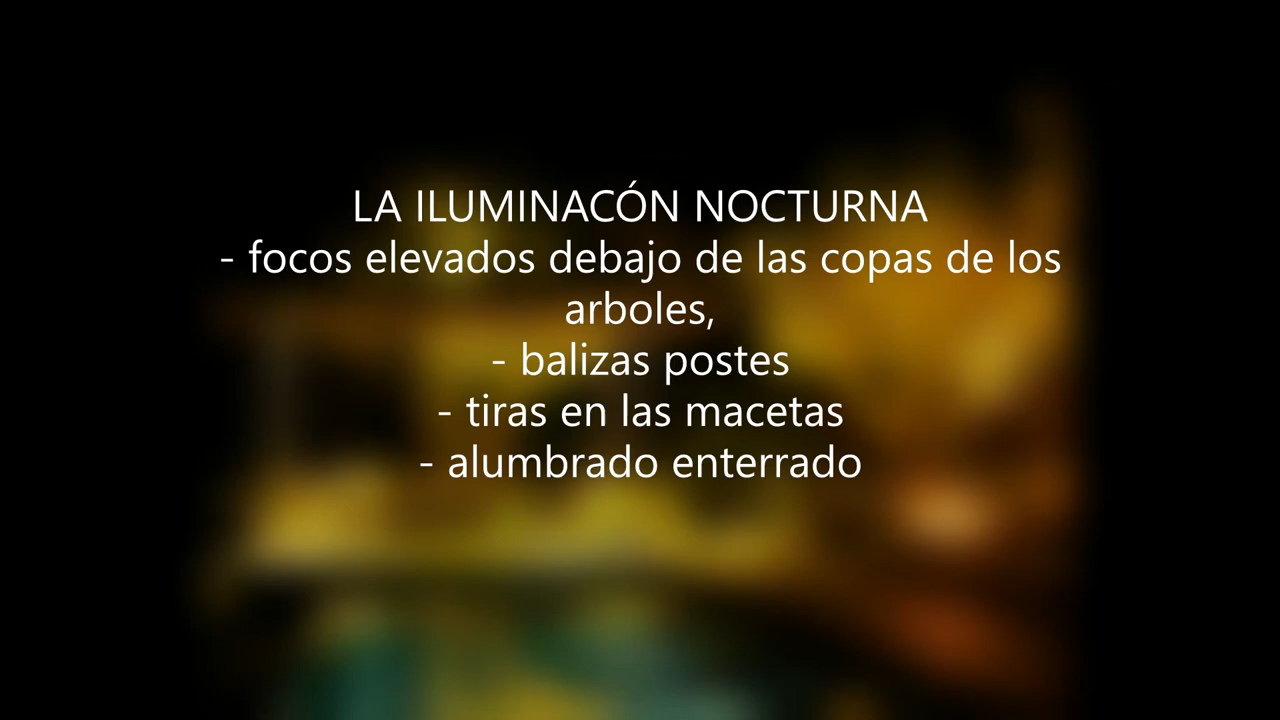 LA ILUMINACÓN NOCTURNA
- focos elevados debajo de las copas de los
arboles,
- balizas postes
- tiras en las macetas
- alumbrado enterrado